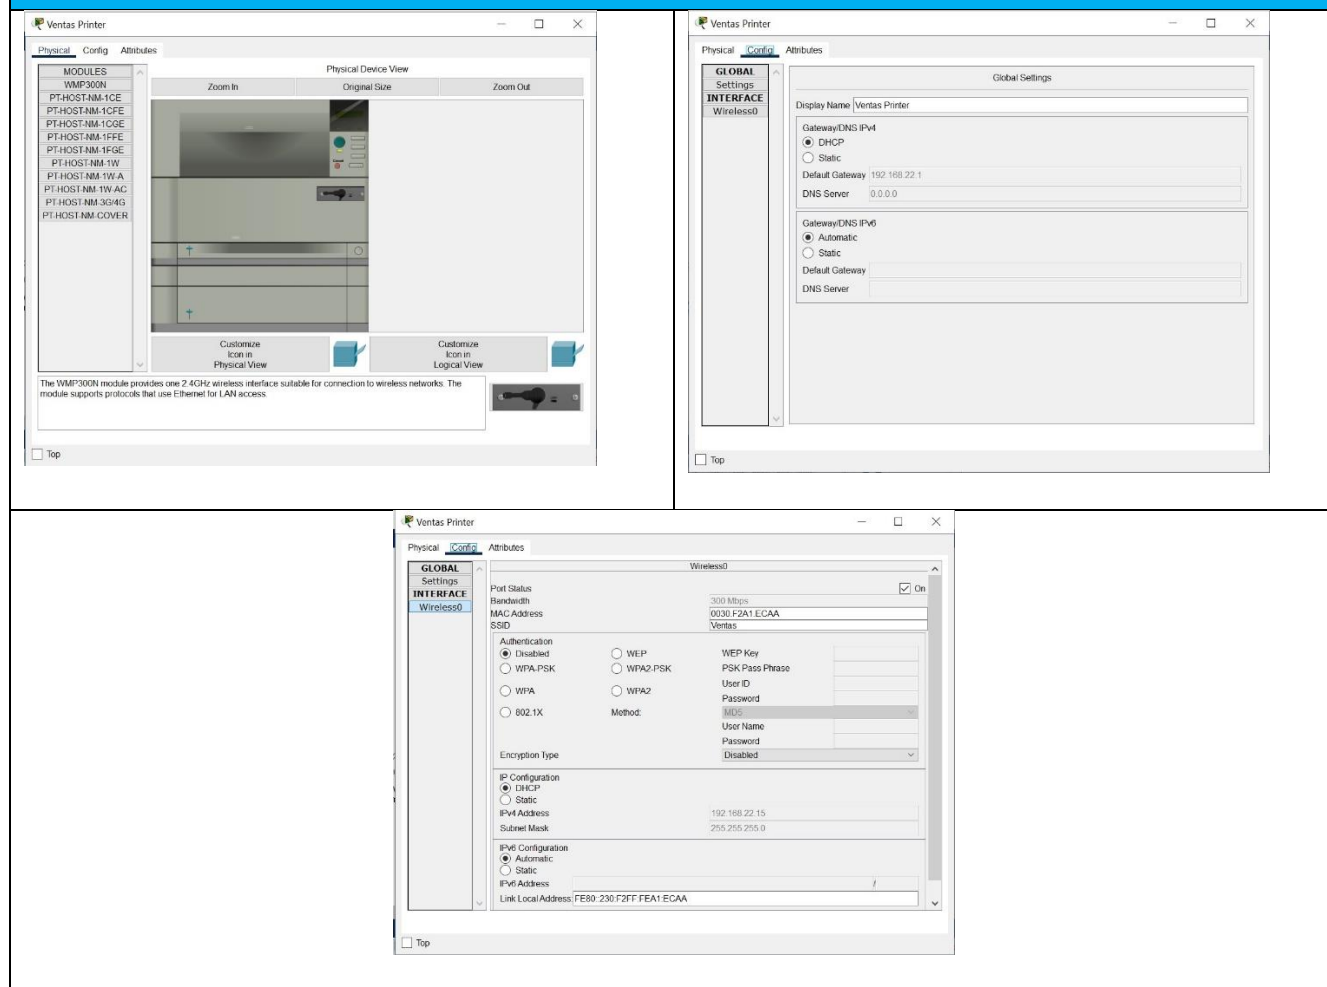 Ventas Printer
Physical Config Attributes
MODULES
WMP300N
PT-HOST-NM-1CE
PT-HOST-NM-1CFE
PT-HOST-NM-1CGE
PT-HOST-NM-1FFE
PT-HOST-NM-1FGE
PT-HOST-NM-1W
PT-HOST-NM-1W-A
PT-HOST-NM-1W-AC
PT-HOST-NM-3G/4G
PT-HOST-NM-COVER
Physical Device View
Zoom In Original Size Zoom Out
Customize
Icon in
Physical View
Customize
Icon in
Logical View
The WMP300N module provides one 2.4GHz wireless interface suitable for connection to wireless networks. The
module supports protocols that use Ethernet for LAN access.
Top
Ventas Printer
Physical Config Attributes
GLOBAL
Settings
INTERFACE
Wireless0
Global Settings
Display Name Ventas Printer
Gateway/DNS IPv4
DHCP
Static
Default Gateway 192.168.22.1
DNS Server 0.0.0.0
Gateway/DNS IPv6
Automatic
Static
Default Gateway
DNS Server
Top
Ventas Printer
Physical Config Attributes
GLOBAL
Settings
INTERFACE
Wireless0
Wireless0
Port Status On
Bandwidth 300 Mbps
MAC Address 0030.F2A1.ECAA
SSID Ventas
Authentication
Disabled WEP WEP Key
WPA-PSK WPA2-PSK PSK Pass Phrase
User ID
WPA WPA2
Password
802.1X Method: MD5
User Name
Password
Encryption Type Disabled
IP Configuration
DHCP
Static
IPv4 Address 192.168.22.15
Subnet Mask 255.255.255.0
IPv6 Configuration
Automatic
Static
IPv6 Address /
Link Local Address: FE80::230:F2FF:FEA1:ECAA
Top